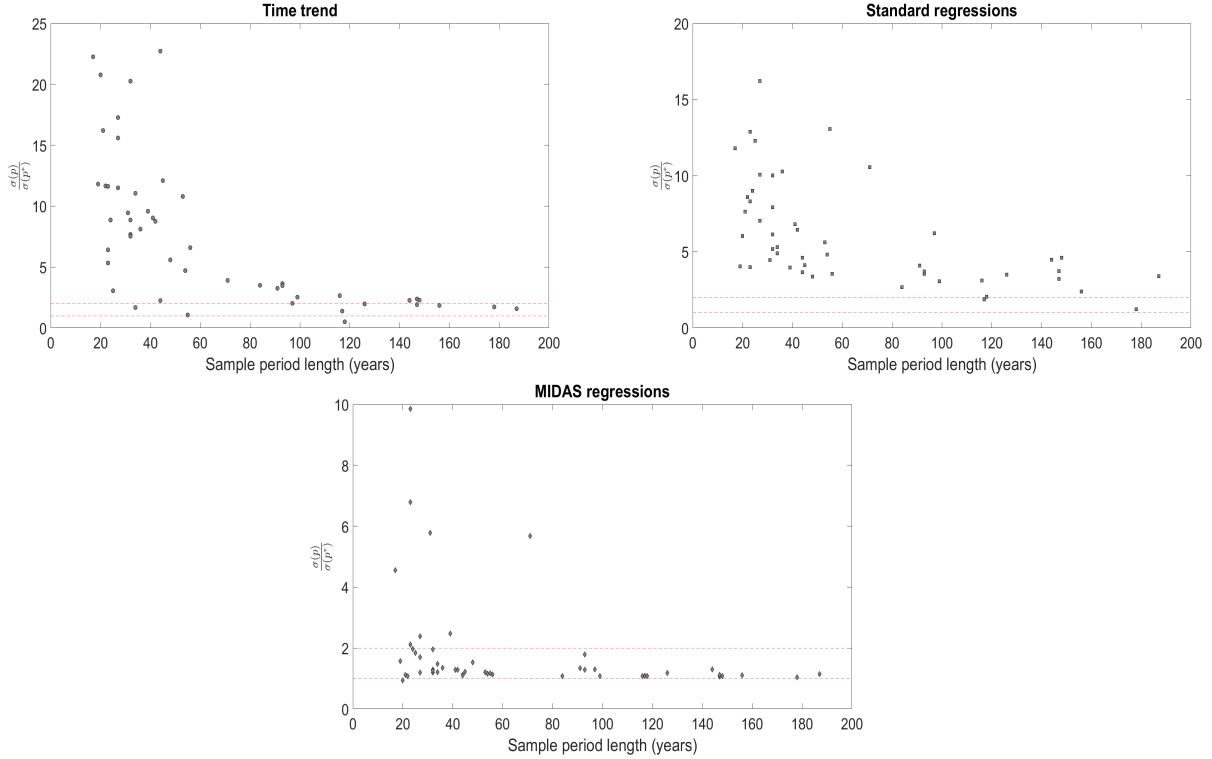 Time trend
25
20
15
10
5
0
σ(p)
σ(p*)
0 20 40 60 80 100 120 140 160 180 200
Sample period length (years)
Standard regressions
20
15
10
5
0
σ(p)
σ(p*)
0 20 40 60 80 100 120 140 160 180 200
Sample period length (years)
MIDAS regressions
10
8
6
4
2
0
σ(p)
σ(p*)
0 20 40 60 80 100 120 140 160 180 200
Sample period length (years)